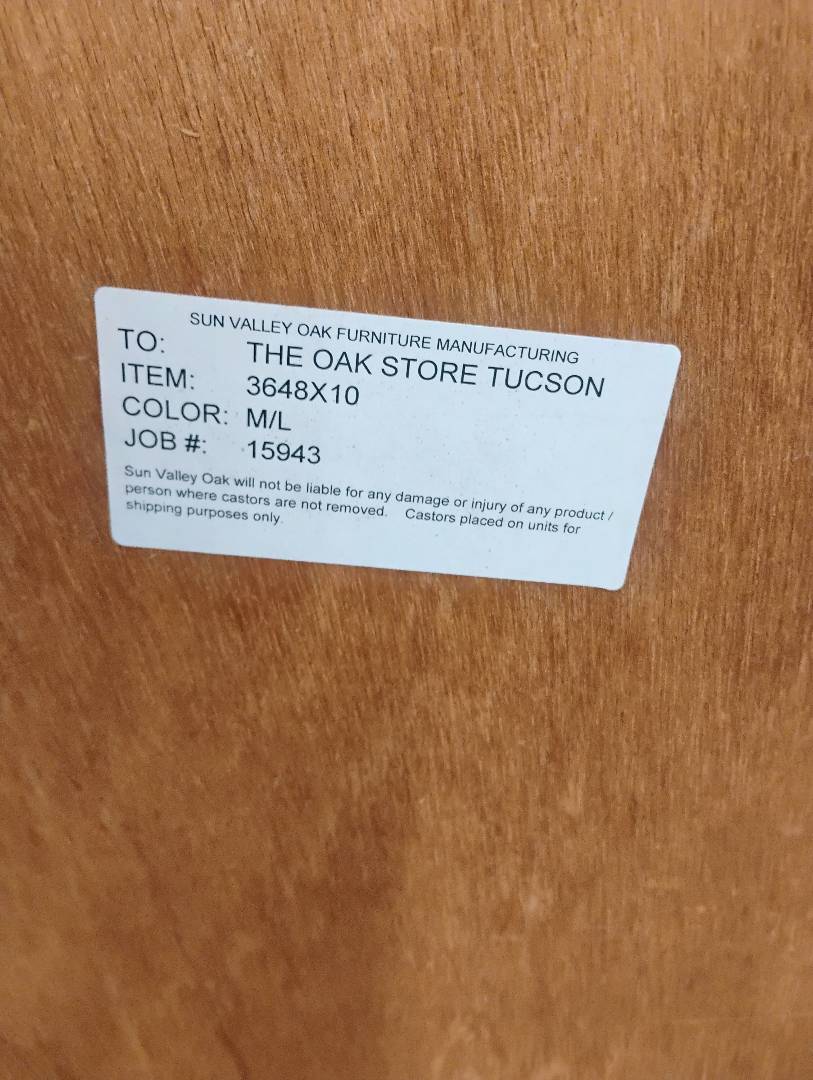 SUN VALLEY OAK FURNITURE MANUFACTURING
TO: THE OAK STORE TUCSON
ITEM: 3648X10
COLOR: M/L
JOB #: 15943
Sun Valley Oak will not be liable for any damage or injury of any product /
person where castors are not removed. Castors placed on units for
shipping purposes only.